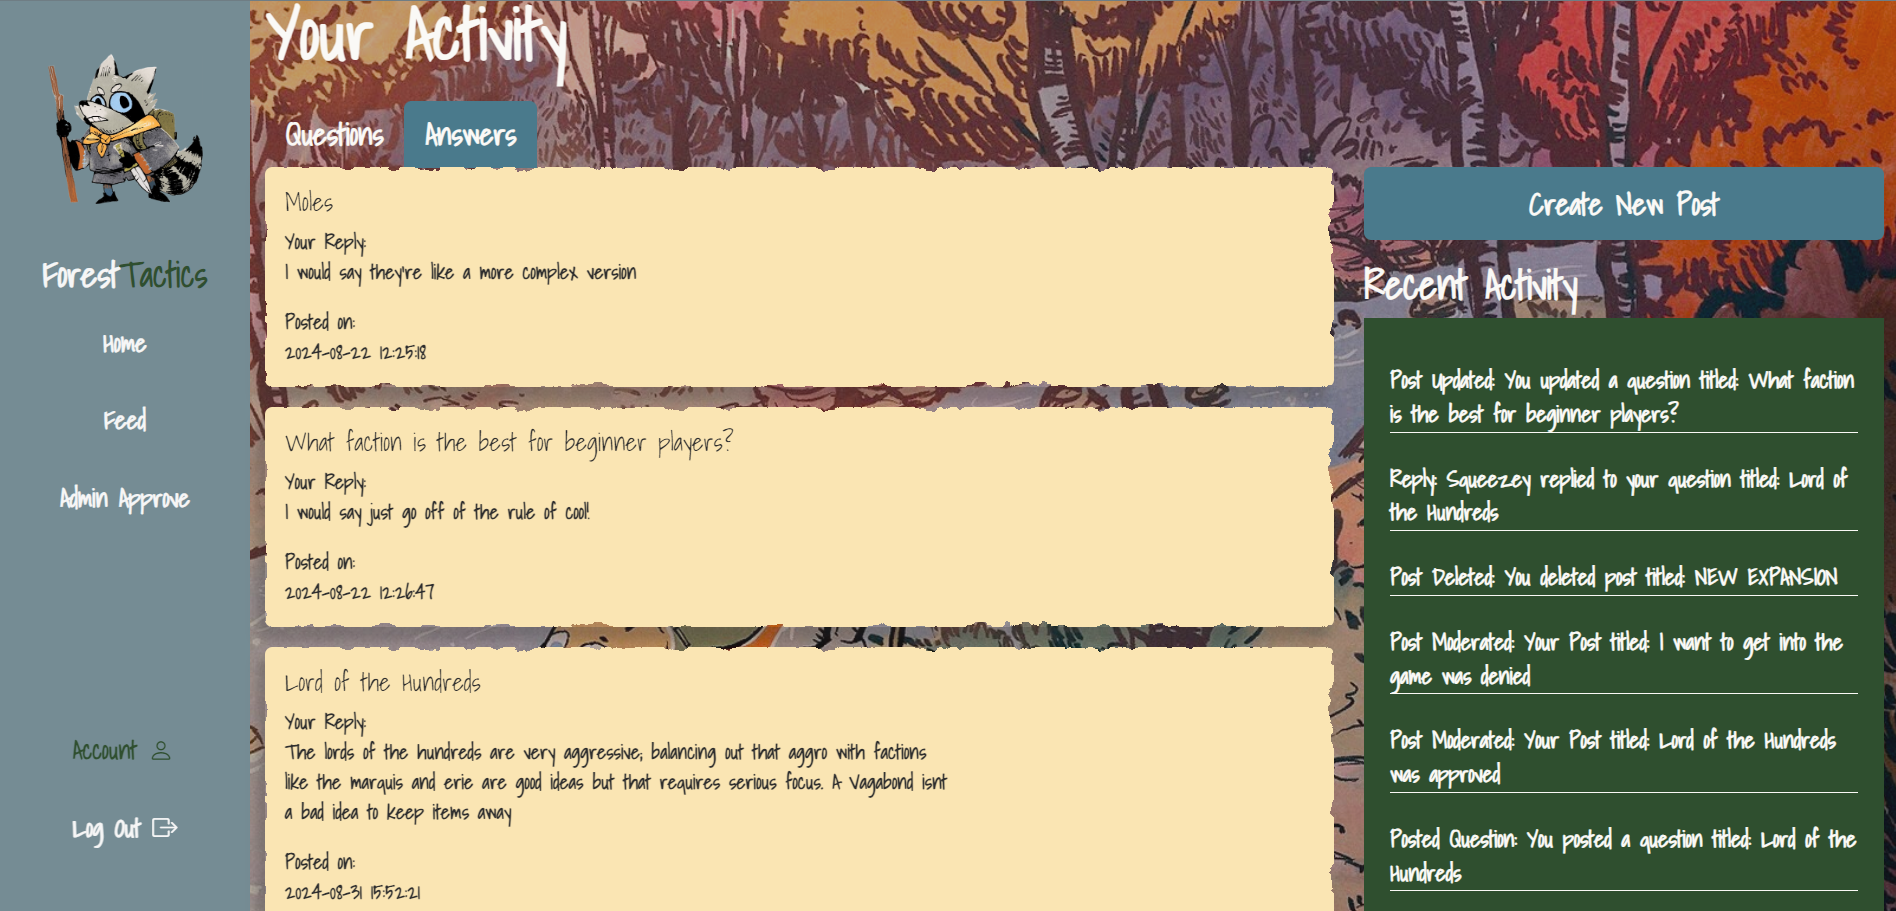 Your Activity
Questions
Answers
ForestTactics
Home
Feed
Admin Approve
Account
Log Out
Moles
Your Reply:
I would say they're like a more complex version
Posted on:
2024-08-22 12:25:18
What faction is the best for beginner players?
Your Reply:
I would say just go off of the rule of cool!
Posted on:
2024-08-22 12:26:47
Lord of the Hundreds
Your Reply:
The lords of the hundreds are very aggressive; balancing out that aggro with factions
like the marquis and erie are good ideas but that requires serious focus. A Vagabond isnt
a bad idea to keep items away
Posted on:
2024-08-31 15:52:21
Create New Post
Recent Activity
Post Updated: You updated a question titled: What faction
is the best for beginner players?
Reply: Squeezey replied to your question titled: Lord of
the Hundreds
Post Deleted: You deleted post titled: NEW EXPANSION
Post Moderated: Your Post titled: I want to get into the
game was denied
Post Moderated: Your Post titled: Lord of the Hundreds
was approved
Posted Question: You posted a question titled: Lord of the
Hundreds